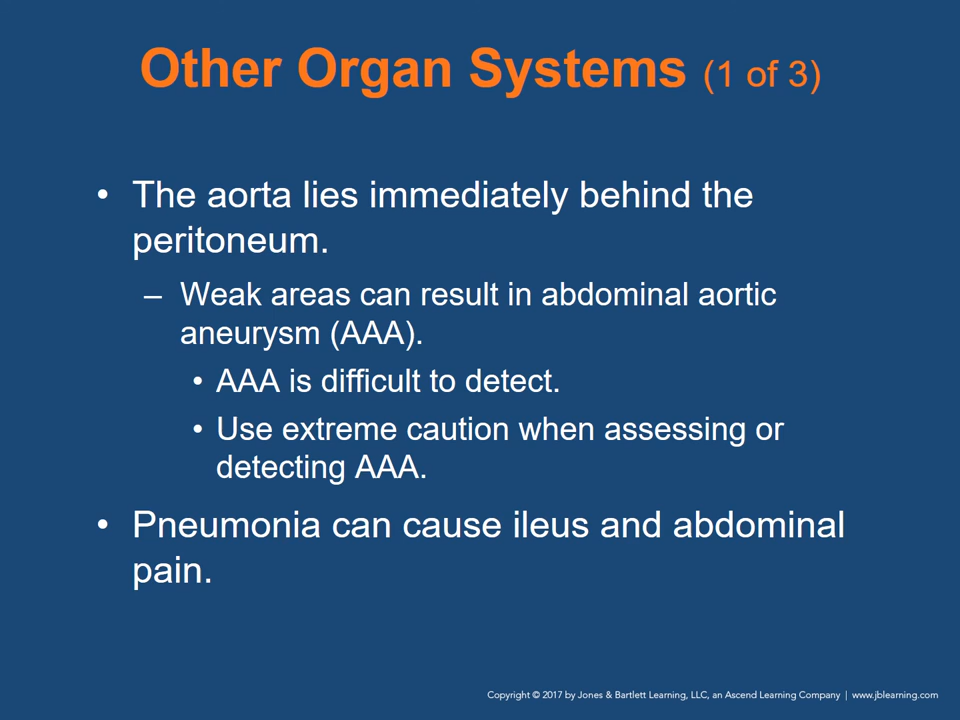 Other Organ Systems (1 of 3)
• The aorta lies immediately behind the
peritoneum.
– Weak areas can result in abdominal aortic
aneurysm (AAA).
• AAA is difficult to detect.
• Use extreme caution when assessing or
detecting AAA.
• Pneumonia can cause ileus and abdominal
pain.
Copyright © 2017 by Jones & Bartlett Learning, LLC, an Ascend Learning Company | www.jblearning.com